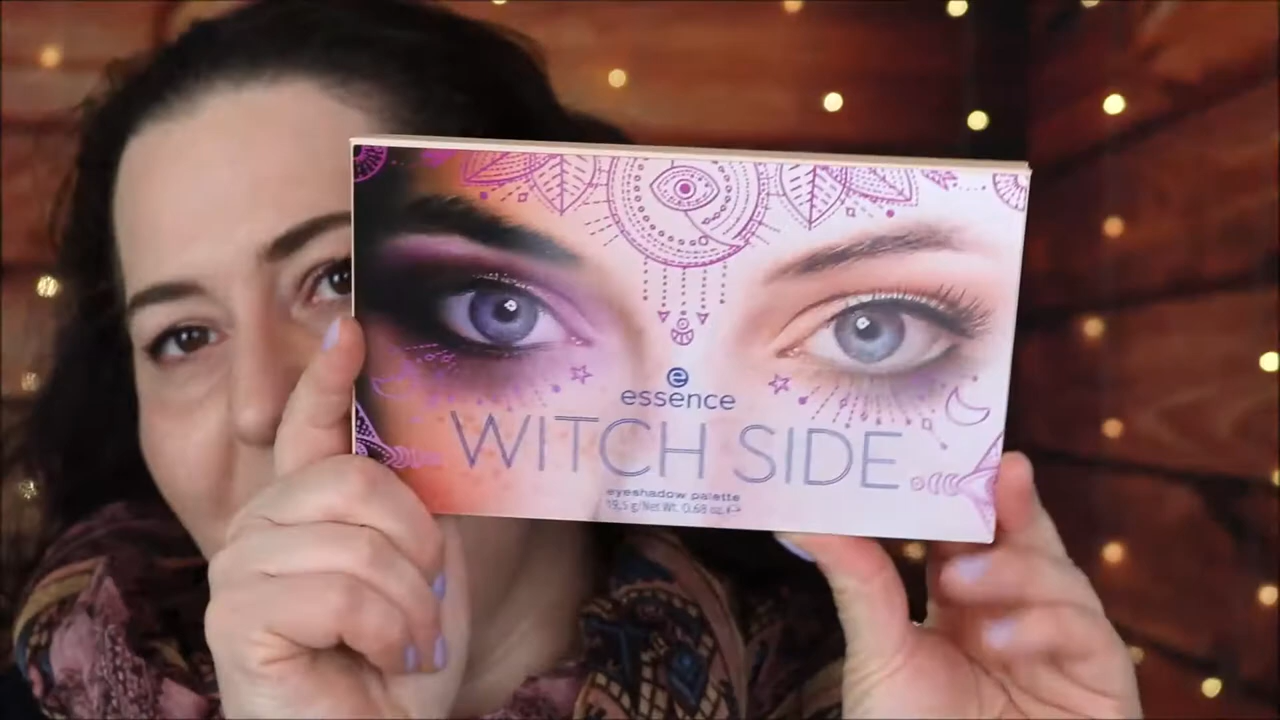 e
essence
WITCH SIDE
eyeshadow palette
19,5 g/Net Wt. 0.68 oz. e